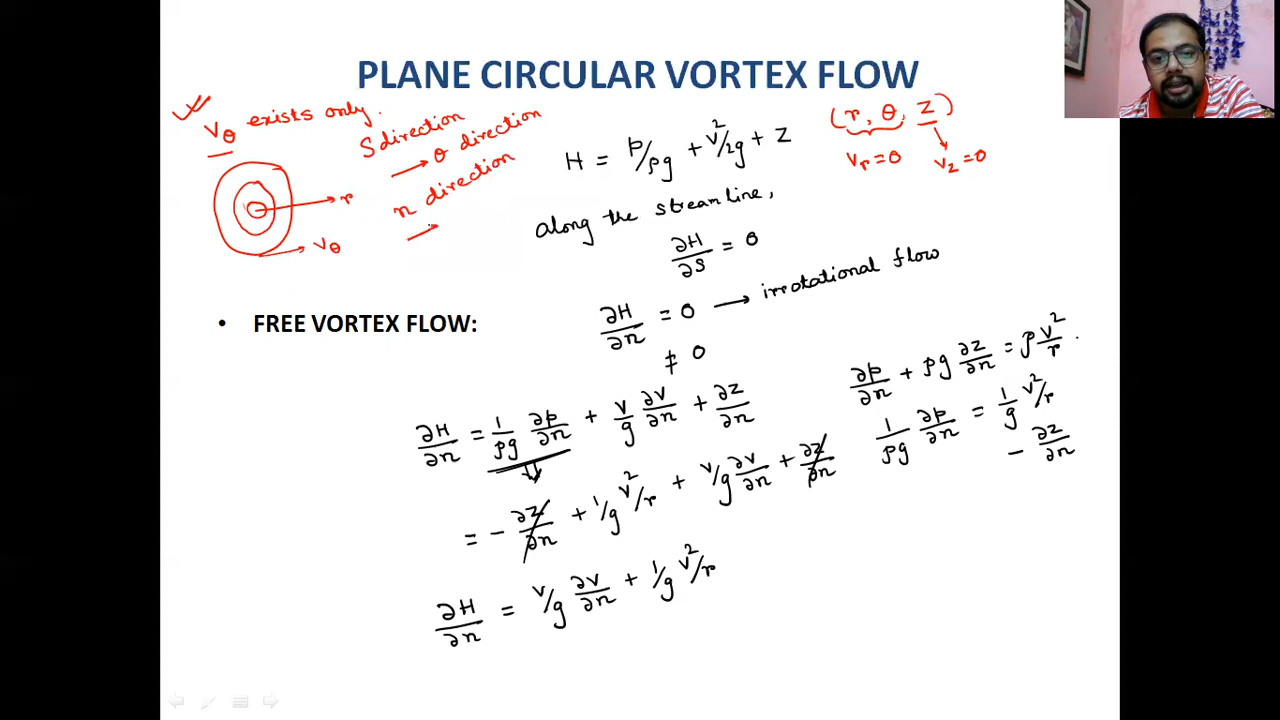 PLANE CIRCULAR VORTEX FLOW
Vθ exists only.
S direction
→ θ direction
n direction
→
r
Vθ
H = p/ρg + v²/2g + z
(r, θ, z)
Vr = 0
Vz = 0
along the streamline,
∂H/∂s = 0
∂H/∂n = 0 → irrotational flow
≠ 0
• FREE VORTEX FLOW:
∂p/∂n + ρg ∂z/∂n = ρ v²/r.
1/ρg ∂p/∂n = 1/g v²/r
- ∂z/∂n
∂H/∂n = 1/ρg ∂p/∂n + v/g ∂v/∂n + ∂z/∂n
= - ∂z/∂n + 1/g v²/r + v/g ∂v/∂n + ∂z/∂n
∂H/∂n = v/g ∂v/∂n + 1/g v²/r